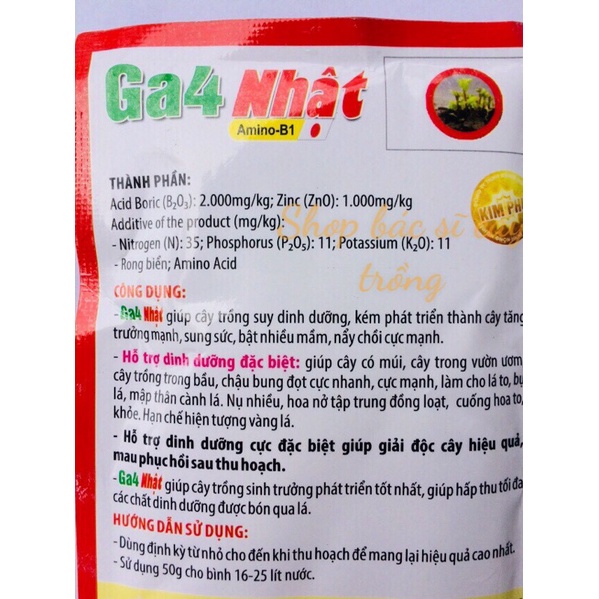 Ga4 Nhật
Amino-B1
THÀNH PHẦN:
Acid Boric (B₂O₃): 2.000mg/kg; Zinc (ZnO): 1.000mg/kg
Additive of the product (mg/kg):
- Nitrogen (N): 35; Phosphorus (P₂O₅): 11; Potassium (K₂O): 11
- Rong biển; Amino Acid
KIM PH
Shop bác sĩ
trồng
CÔNG DỤNG:
- Ga4 Nhật giúp cây trồng suy dinh dưỡng, kém phát triển thành cây tăng
trưởng mạnh, sung sức, bật nhiều mầm, nẩy chồi cực mạnh.
- Hỗ trợ dinh dưỡng đặc biệt: giúp cây có múi, cây trong vườn ươm,
cây trồng trong bầu, chậu bung đọt cực nhanh, cực mạnh, làm cho lá to, bự
lá, mập thân cành lá. Nụ nhiều, hoa nở tập trung đồng loạt, cuống hoa to,
khỏe. Hạn chế hiện tượng vàng lá.
- Hỗ trợ dinh dưỡng cực đặc biệt giúp giải độc cây hiệu quả,
mau phục hồi sau thu hoạch.
- Ga4 Nhật giúp cây trồng sinh trưởng phát triển tốt nhất, giúp hấp thu tối đa
các chất dinh dưỡng được bón qua lá.
HƯỚNG DẪN SỬ DỤNG:
- Dùng định kỳ từ nhỏ cho đến khi thu hoạch để mang lại hiệu quả cao nhất.
- Sử dụng 50g cho bình 16-25 lít nước.